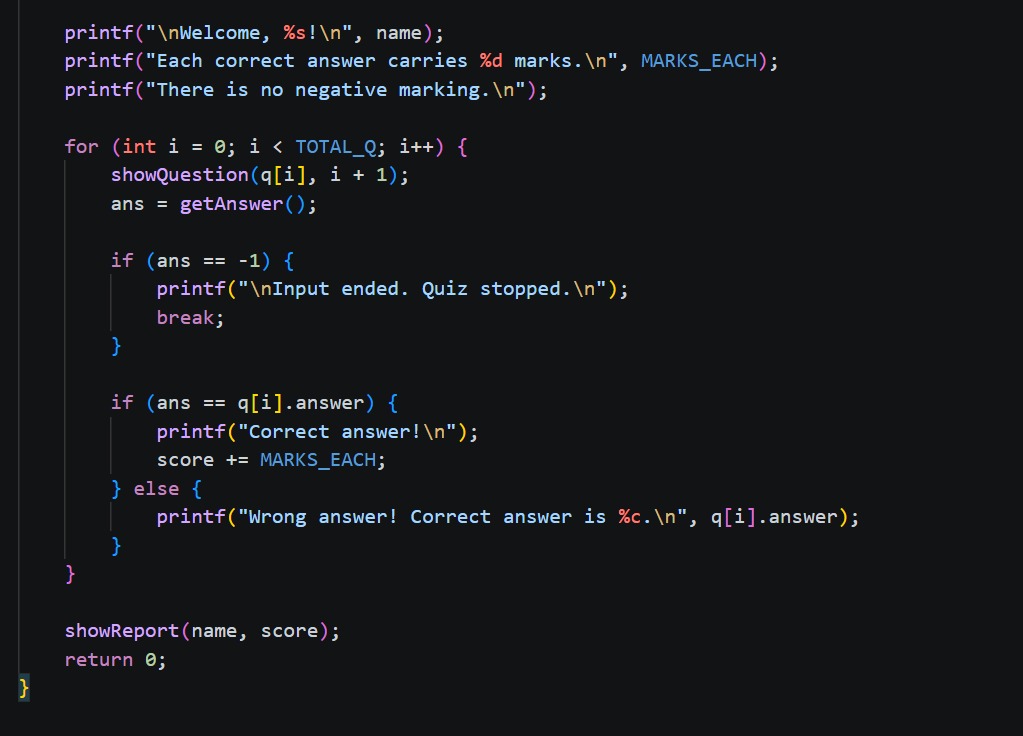 printf("\nWelcome, %s!\n", name);
printf("Each correct answer carries %d marks.\n", MARKS_EACH);
printf("There is no negative marking.\n");
for (int i = 0; i < TOTAL_Q; i++) {
showQuestion(q[i], i + 1);
ans = getAnswer();
if (ans == -1) {
printf("\nInput ended. Quiz stopped.\n");
break;
}
if (ans == q[i].answer) {
printf("Correct answer!\n");
score += MARKS_EACH;
} else {
printf("Wrong answer! Correct answer is %c.\n", q[i].answer);
}
}
showReport(name, score);
return 0;
}